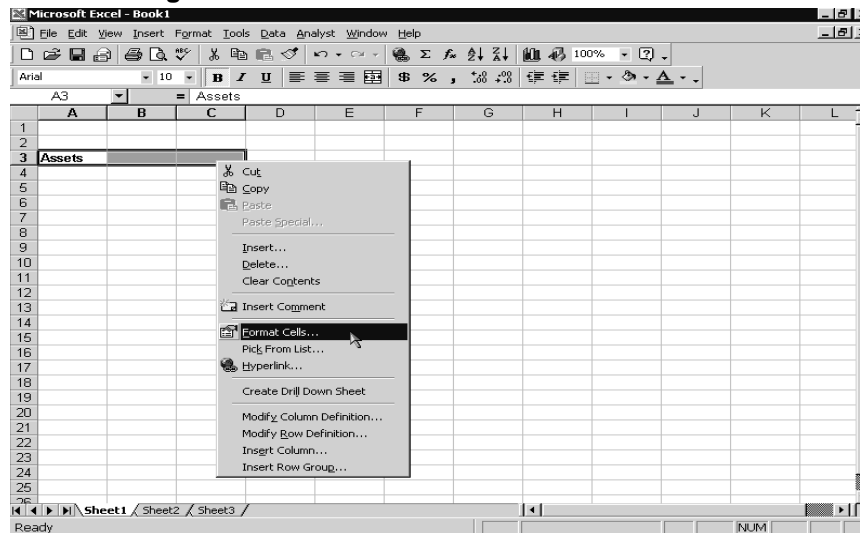 Microsoft Excel - Book1
File Edit View Insert Format Tools Data Analyst Window Help
100%
Arial 10 B I U $ % ,
A3 = Assets
A B C D E F G H I J K L
1
2
3 Assets
4
5
6
7
8
9
10
11
12
13
14
15
16
17
18
19
20
21
22
23
24
25
26
Cut
Copy
Paste
Paste Special...
Insert...
Delete...
Clear Contents
Insert Comment
Format Cells...
Pick From List...
Hyperlink...
Create Drill Down Sheet
Modify Column Definition...
Modify Row Definition...
Insert Column...
Insert Row Group...
Sheet1 Sheet2 Sheet3
Ready NUM